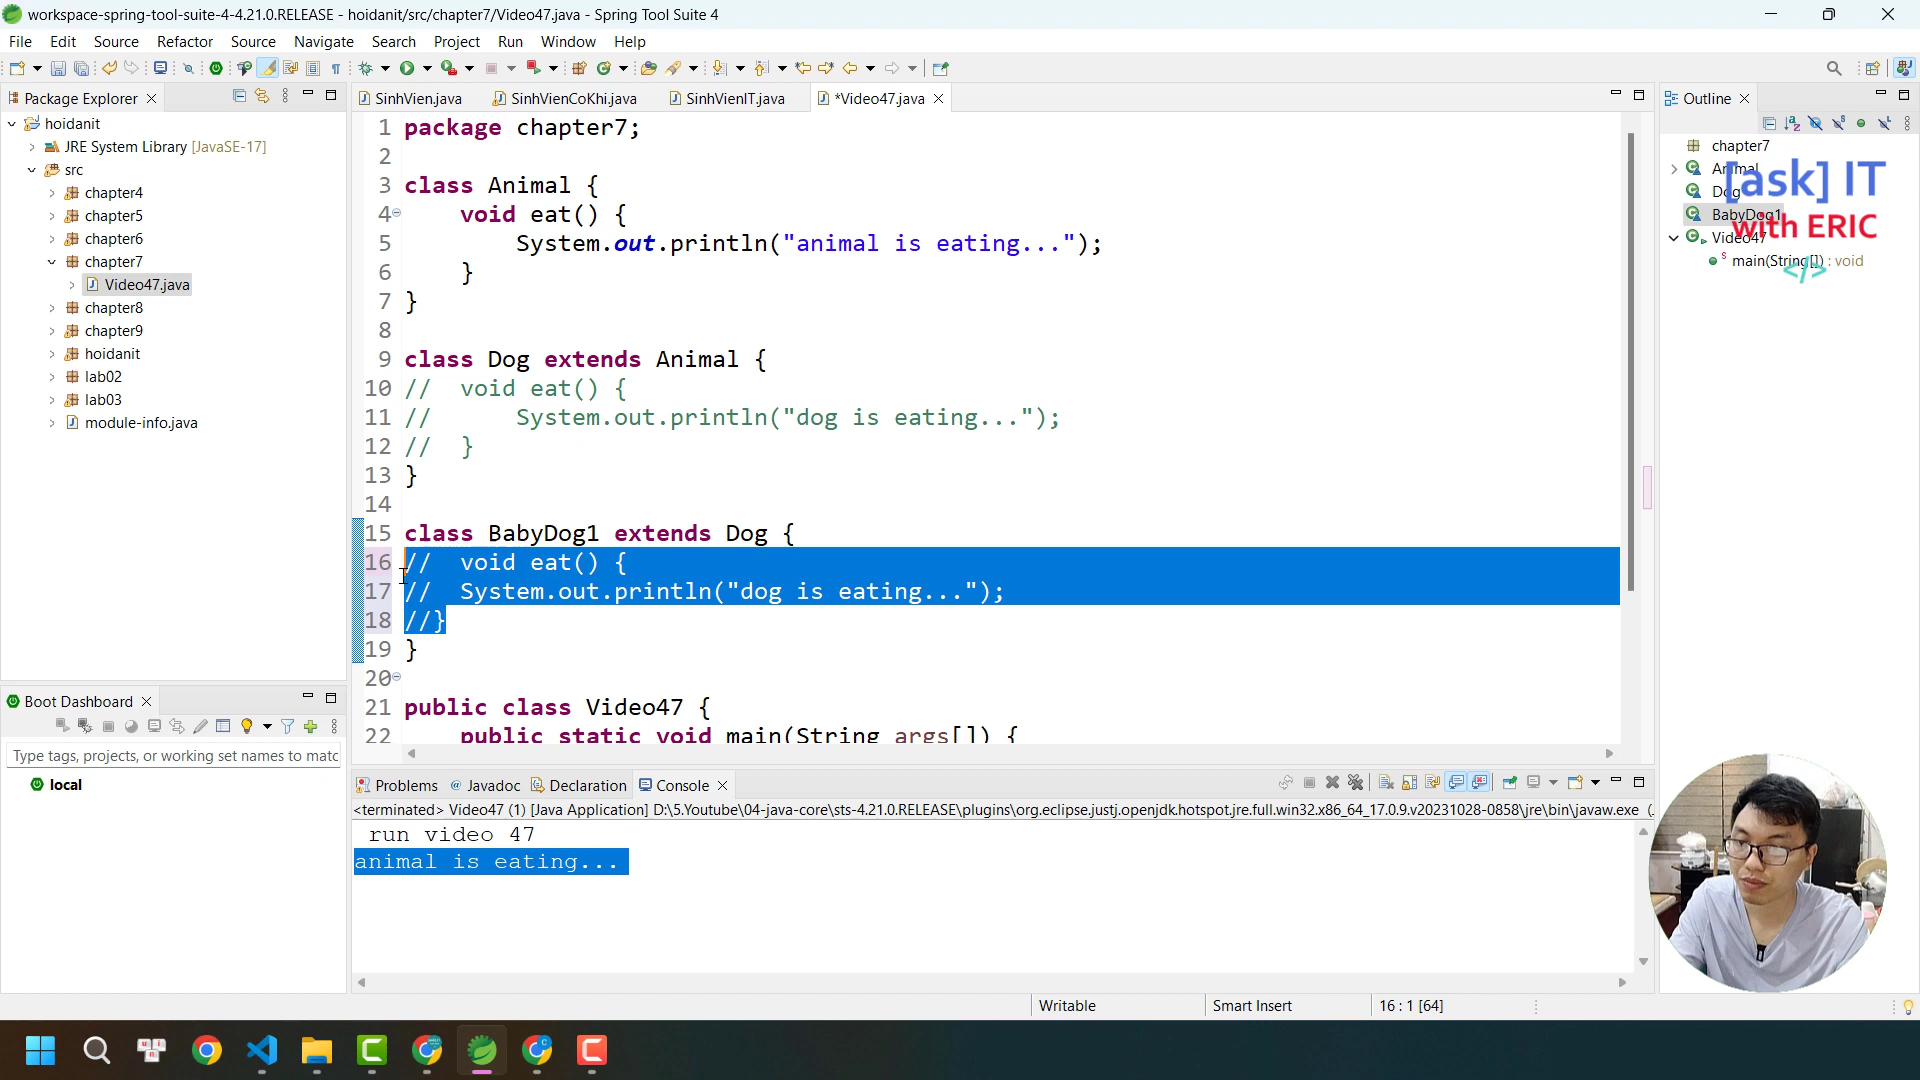 workspace-spring-tool-suite-4-4.21.0.RELEASE - hoidanit/src/chapter7/Video47.java - Spring Tool Suite 4
File Edit Source Refactor Source Navigate Search Project Run Window Help
Package Explorer
hoidanit
JRE System Library [JavaSE-17]
src
chapter4
chapter5
chapter6
chapter7
Video47.java
chapter8
chapter9
hoidanit
lab02
lab03
module-info.java
Boot Dashboard
Type tags, projects, or working set names to matc
local
SinhVien.java SinhVienCoKhi.java SinhVienIT.java *Video47.java
1 package chapter7;
2
3 class Animal {
4 void eat() {
5 System.out.println("animal is eating...");
6 }
7 }
8
9 class Dog extends Animal {
10 // void eat() {
11 // System.out.println("dog is eating...");
12 // }
13 }
14
15 class BabyDog1 extends Dog {
16 // void eat() {
17 // System.out.println("dog is eating...");
18 //}
19 }
20
21 public class Video47 {
22 public static void main(String args[]) {
Problems Javadoc Declaration Console
<terminated> Video47 (1) [Java Application] D:\5.Youtube\04-java-core\sts-4.21.0.RELEASE\plugins\org.eclipse.justj.openjdk.hotspot.jre.full.win32.x86_64_17.0.9.v20231028-0858\jre\bin\javaw.exe (
run video 47
animal is eating...
Outline
chapter7
Animal
Dog
BabyDog1
Video47
main(String[]) : void
[ask] IT
with ERIC
</>
Writable Smart Insert 16 : 1 [64]